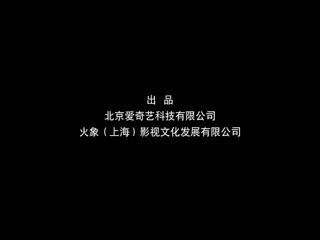 出 品
北京爱奇艺科技有限公司
火象（上海）影视文化发展有限公司